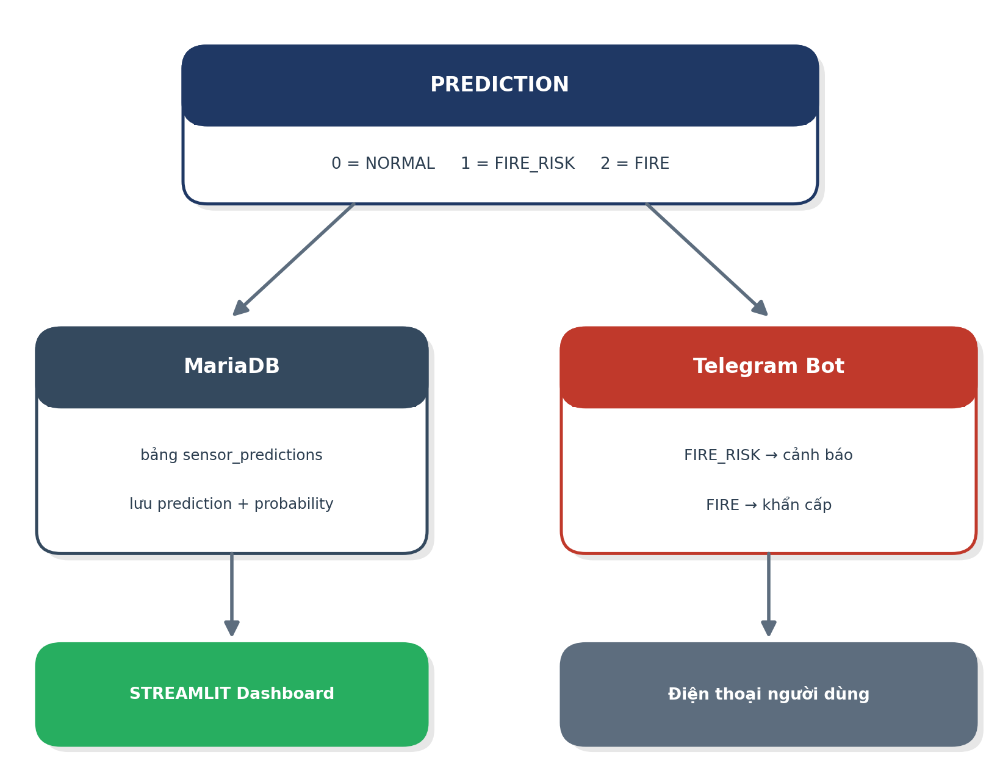 PREDICTION
0 = NORMAL 1 = FIRE_RISK 2 = FIRE
MariaDB
bảng sensor_predictions
lưu prediction + probability
Telegram Bot
FIRE_RISK → cảnh báo
FIRE → khẩn cấp
STREAMLIT Dashboard
Điện thoại người dùng